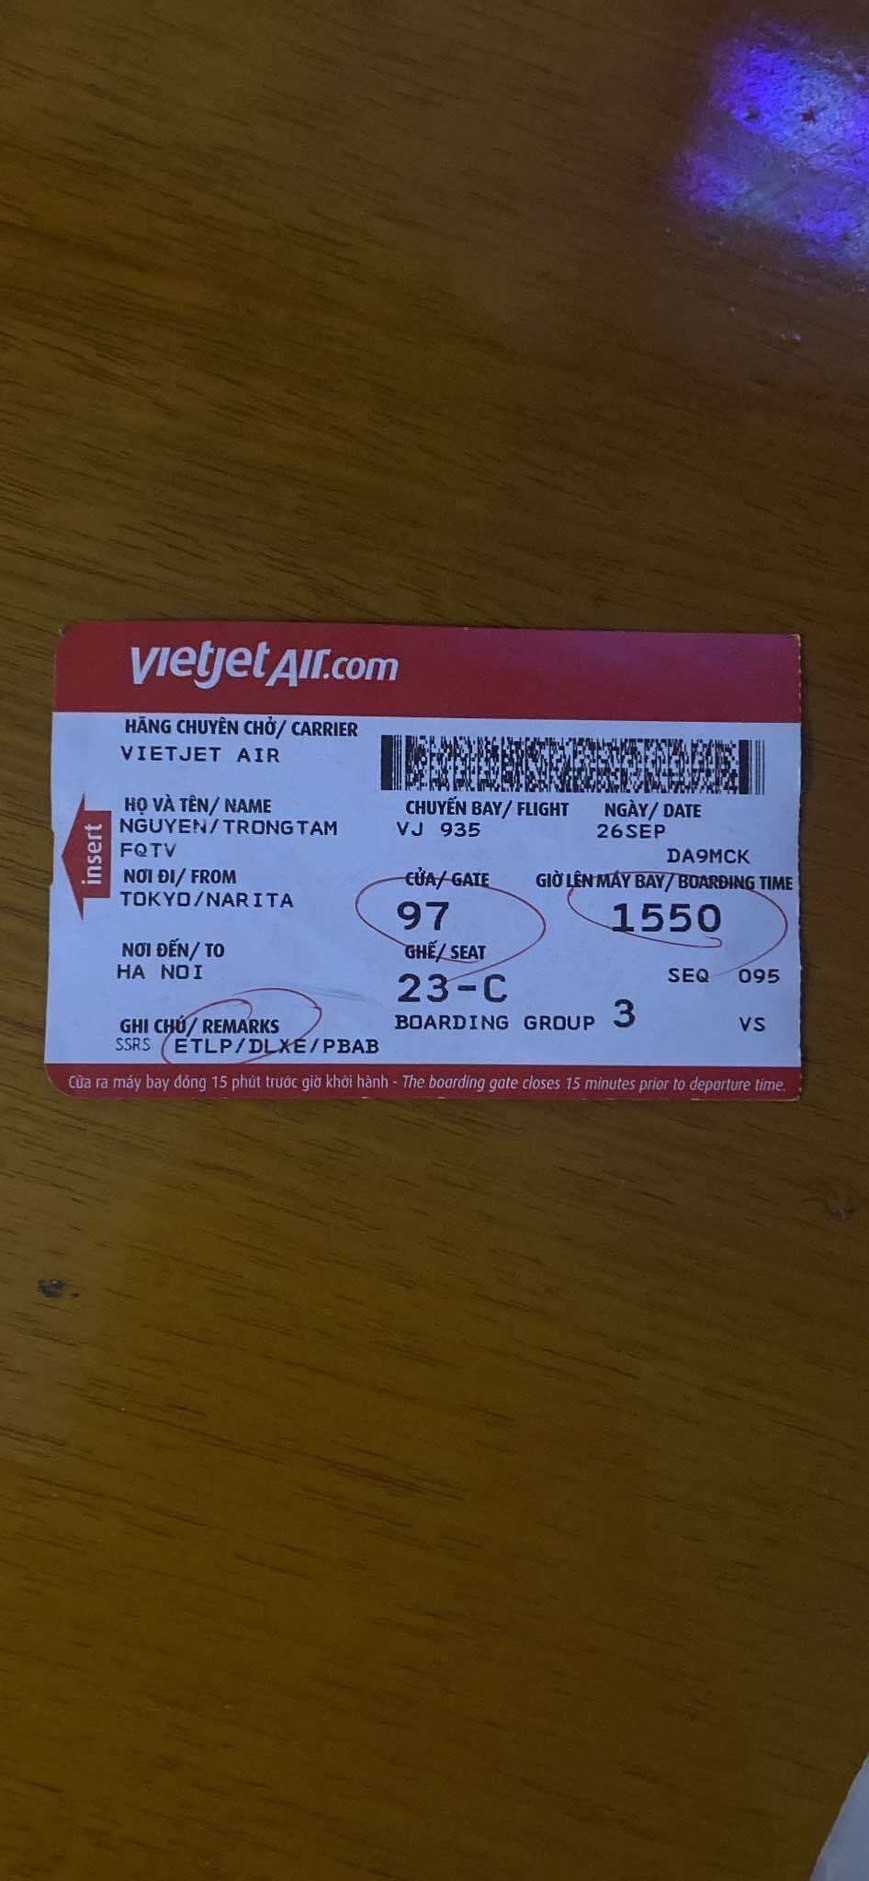 vietjetAir.com
HÃNG CHUYÊN CHỞ/ CARRIER
VIETJET AIR
HỌ VÀ TÊN/ NAME
NGUYEN/TRONGTAM
FQTV
CHUYẾN BAY/ FLIGHT
VJ 935
NGÀY/ DATE
26SEP
DA9MCK
NƠI ĐI/ FROM
TOKYO/NARITA
CỬA/ GATE
97
GIỜ LÊN MÁY BAY/ BOARDING TIME
1550
NƠI ĐẾN/ TO
HA NOI
GHẾ/ SEAT
23-C
SEQ 095
BOARDING GROUP 3
VS
GHI CHÚ/ REMARKS
SSRS ETLP/DLXE/PBAB
insert
Cửa ra máy bay đóng 15 phút trước giờ khởi hành - The boarding gate closes 15 minutes prior to departure time.